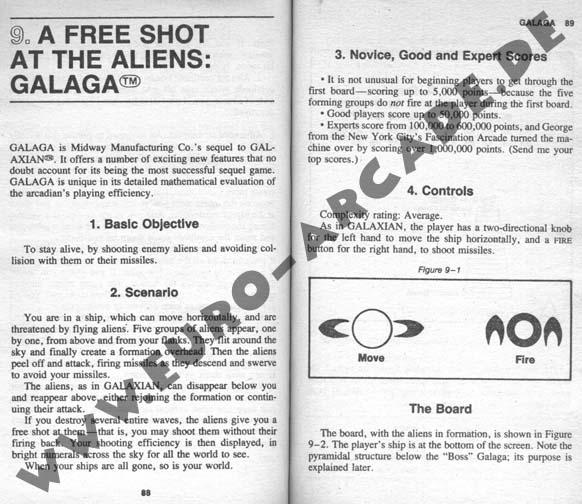 9. A FREE SHOT
AT THE ALIENS:
GALAGA™
GALAGA is Midway Manufacturing Co.'s sequel to GAL-
AXIAN®. It offers a number of exciting new features that no
doubt account for its being the most successful sequel game.
GALAGA is unique in its detailed mathematical evaluation of
the arcadian's playing efficiency.
1. Basic Objective
To stay alive, by shooting enemy aliens and avoiding col-
lision with them or their missiles.
2. Scenario
You are in a ship, which can move horizontally, and are
threatened by flying aliens. Five groups of aliens appear, one
by one, from above and from your flanks. They flit around the
sky and finally create a formation overhead. Then the aliens
peel off and attack, firing missiles as they descend and swerve
to avoid your missiles.
The aliens, as in GALAXIAN, can disappear below you
and reappear above, either rejoining the formation or contin-
uing their attack.
If you destroy several entire waves, the aliens give you a
free shot at them—that is, you may shoot them without their
firing back. Your shooting efficiency is then displayed, in
bright numerals across the sky for all the world to see.
When your ships are all gone, so is your world.
88
GALAGA 89
3. Novice, Good and Expert Scores
• It is not unusual for beginning players to get through the
first board—scoring up to 5,000 points—because the five
forming groups do not fire at the player during the first board.
• Good players score up to 50,000 points.
• Experts score from 100,000 to 600,000 points, and George
from the New York City's Fascination Arcade turned the ma-
chine over by scoring over 1,000,000 points. (Send me your
top scores.)
4. Controls
Complexity rating: Average.
As in GALAXIAN, the player has a two-directional knob
for the left hand to move the ship horizontally, and a FIRE
button for the right hand, to shoot missiles.
Figure 9–1
Move Fire
The Board
The board, with the aliens in formation, is shown in Figure
9–2. The player's ship is at the bottom of the screen. Note the
pyramidal structure below the "Boss" Galaga; its purpose is
explained later.
WWW.EURO-ARCADE.DE